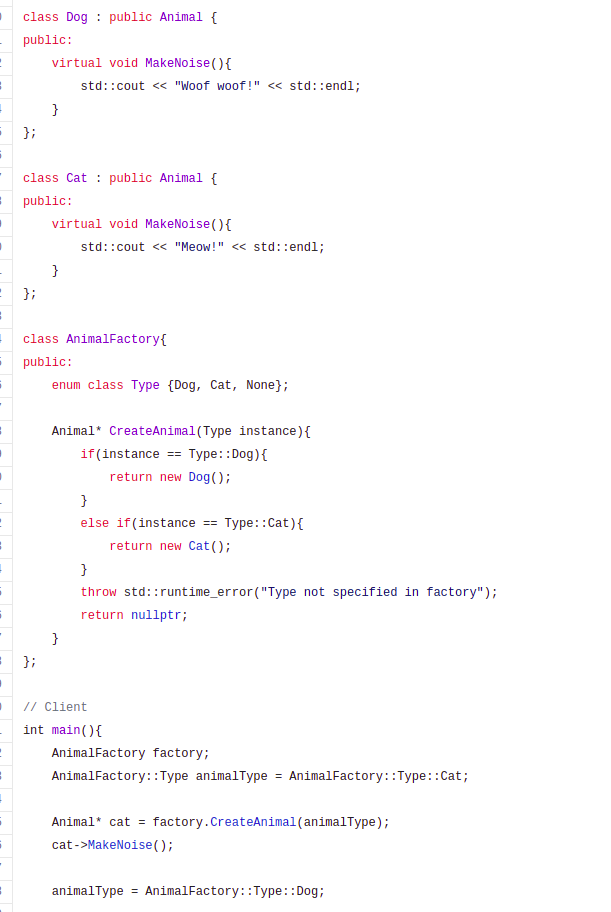 class Dog : public Animal {
public:
    virtual void MakeNoise(){
        std::cout << "Woof woof!" << std::endl;
    }
};

class Cat : public Animal {
public:
    virtual void MakeNoise(){
        std::cout << "Meow!" << std::endl;
    }
};

class AnimalFactory{
public:
    enum class Type {Dog, Cat, None};

    Animal* CreateAnimal(Type instance){
        if(instance == Type::Dog){
            return new Dog();
        }
        else if(instance == Type::Cat){
            return new Cat();
        }
        throw std::runtime_error("Type not specified in factory");
        return nullptr;
    }
};

// Client
int main(){
    AnimalFactory factory;
    AnimalFactory::Type animalType = AnimalFactory::Type::Cat;

    Animal* cat = factory.CreateAnimal(animalType);
    cat->MakeNoise();

    animalType = AnimalFactory::Type::Dog;